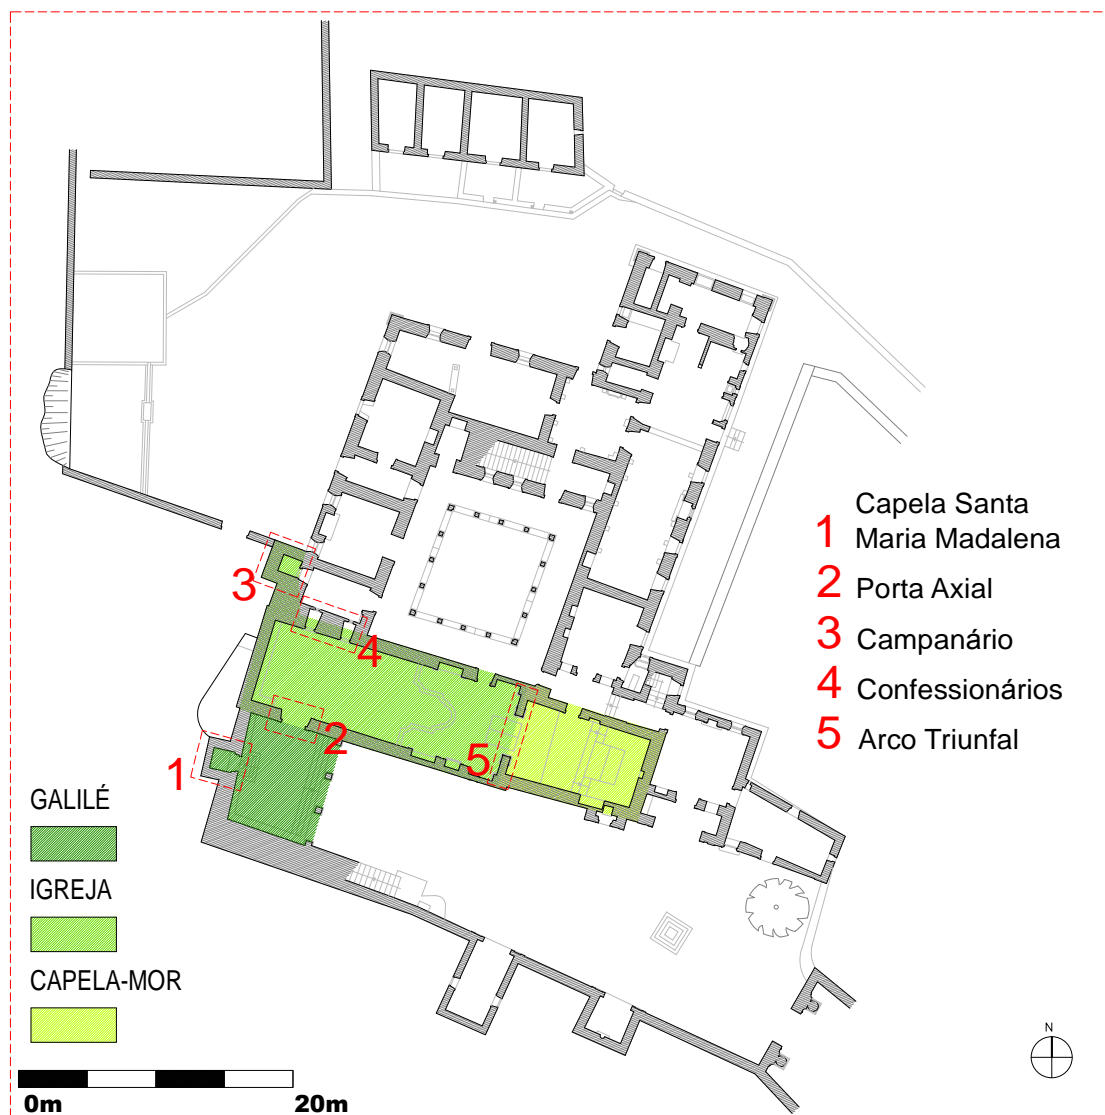 3
4
2
5
1
1 Capela Santa
Maria Madalena
2 Porta Axial
3 Campanário
4 Confessionários
5 Arco Triunfal
GALILÉ
IGREJA
CAPELA-MOR
0m 20m
N